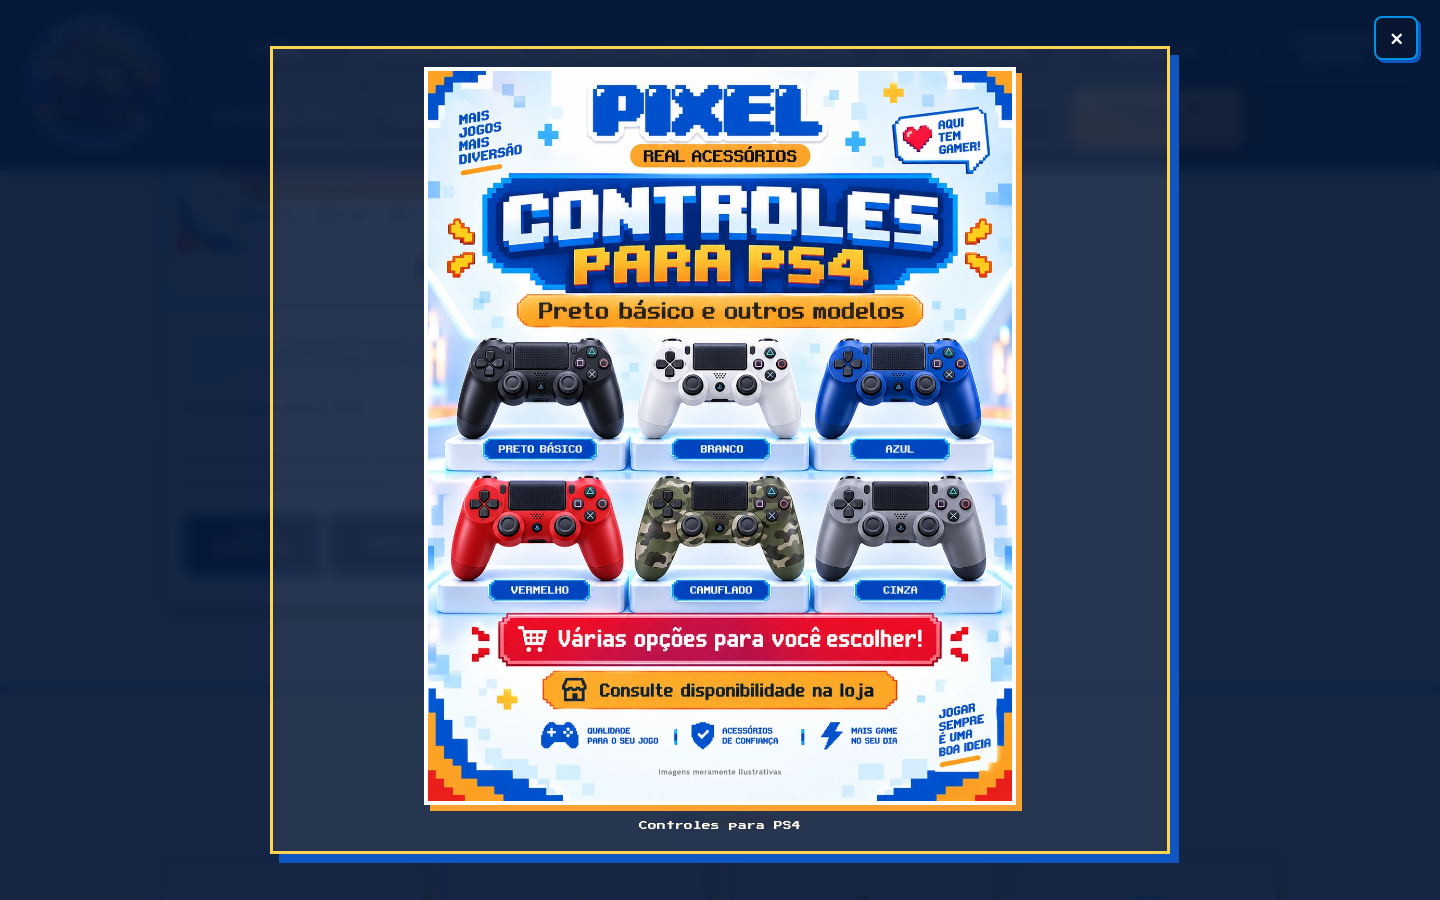 ×
MAIS
JOGOS
MAIS
DIVERSÃO
PIXEL
REAL ACESSÓRIOS
AQUI
TEM
GAMER!
CONTROLES
PARA PS4
Preto básico e outros modelos
PRETO BÁSICO
BRANCO
AZUL
VERMELHO
CAMUFLADO
CINZA
Várias opções para você escolher!
Consulte disponibilidade na loja
QUALIDADE
PARA O SEU JOGO
ACESSÓRIOS
DE CONFIANÇA
MAIS GAME
NO SEU DIA
JOGAR
SEMPRE
É UMA
BOA IDEIA
Imagens meramente ilustrativas
Controles para PS4